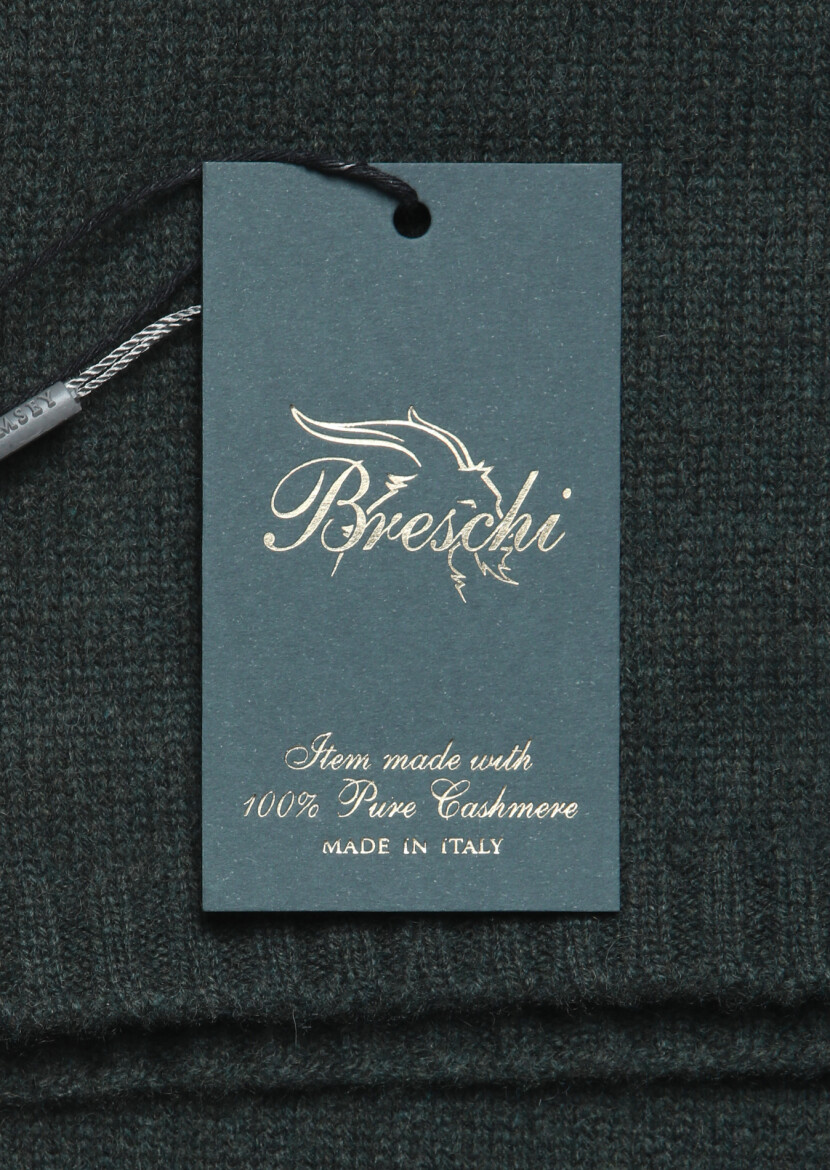 Breschi
Item made with
100% Pure Cashmere
MADE IN ITALY